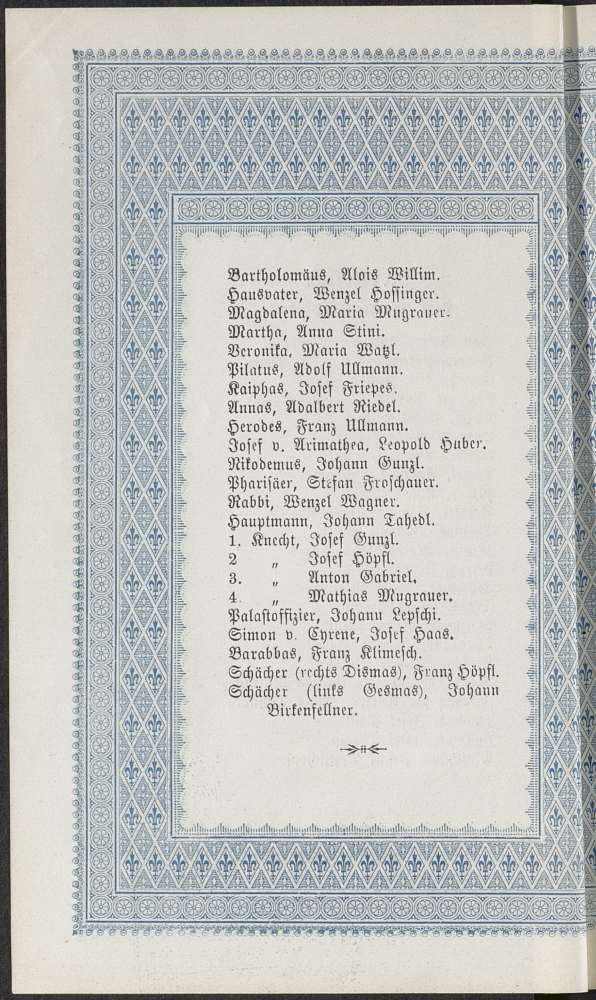 Bartholomäus, Alois Willim.
Hausvater, Wenzel Hoffinger.
Magdalena, Maria Mugrauer.
Martha, Anna Stini.
Veronika, Maria Watzl.
Pilatus, Adolf Ullmann.
Kaiphas, Josef Friepes.
Annas, Adalbert Riedel.
Herodes, Franz Ullmann.
Josef v. Arimathea, Leopold Huber.
Nikodemus, Johann Gunzl.
Pharisäer, Stefan Froschauer.
Rabbi, Wenzel Wagner.
Hauptmann, Johann Tahedl.
1. Knecht, Josef Gunzl.
2 „ Josef Höpfl.
3. „ Anton Gabriel.
4. „ Mathias Mugrauer.
Palastoffizier, Johann Lepschi.
Simon v. Cyrene, Josef Haas.
Barabbas, Franz Klimesch.
Schächer (rechts Dismas), Franz Höpfl.
Schächer (links Gesmas), Johann
Birkenfellner.